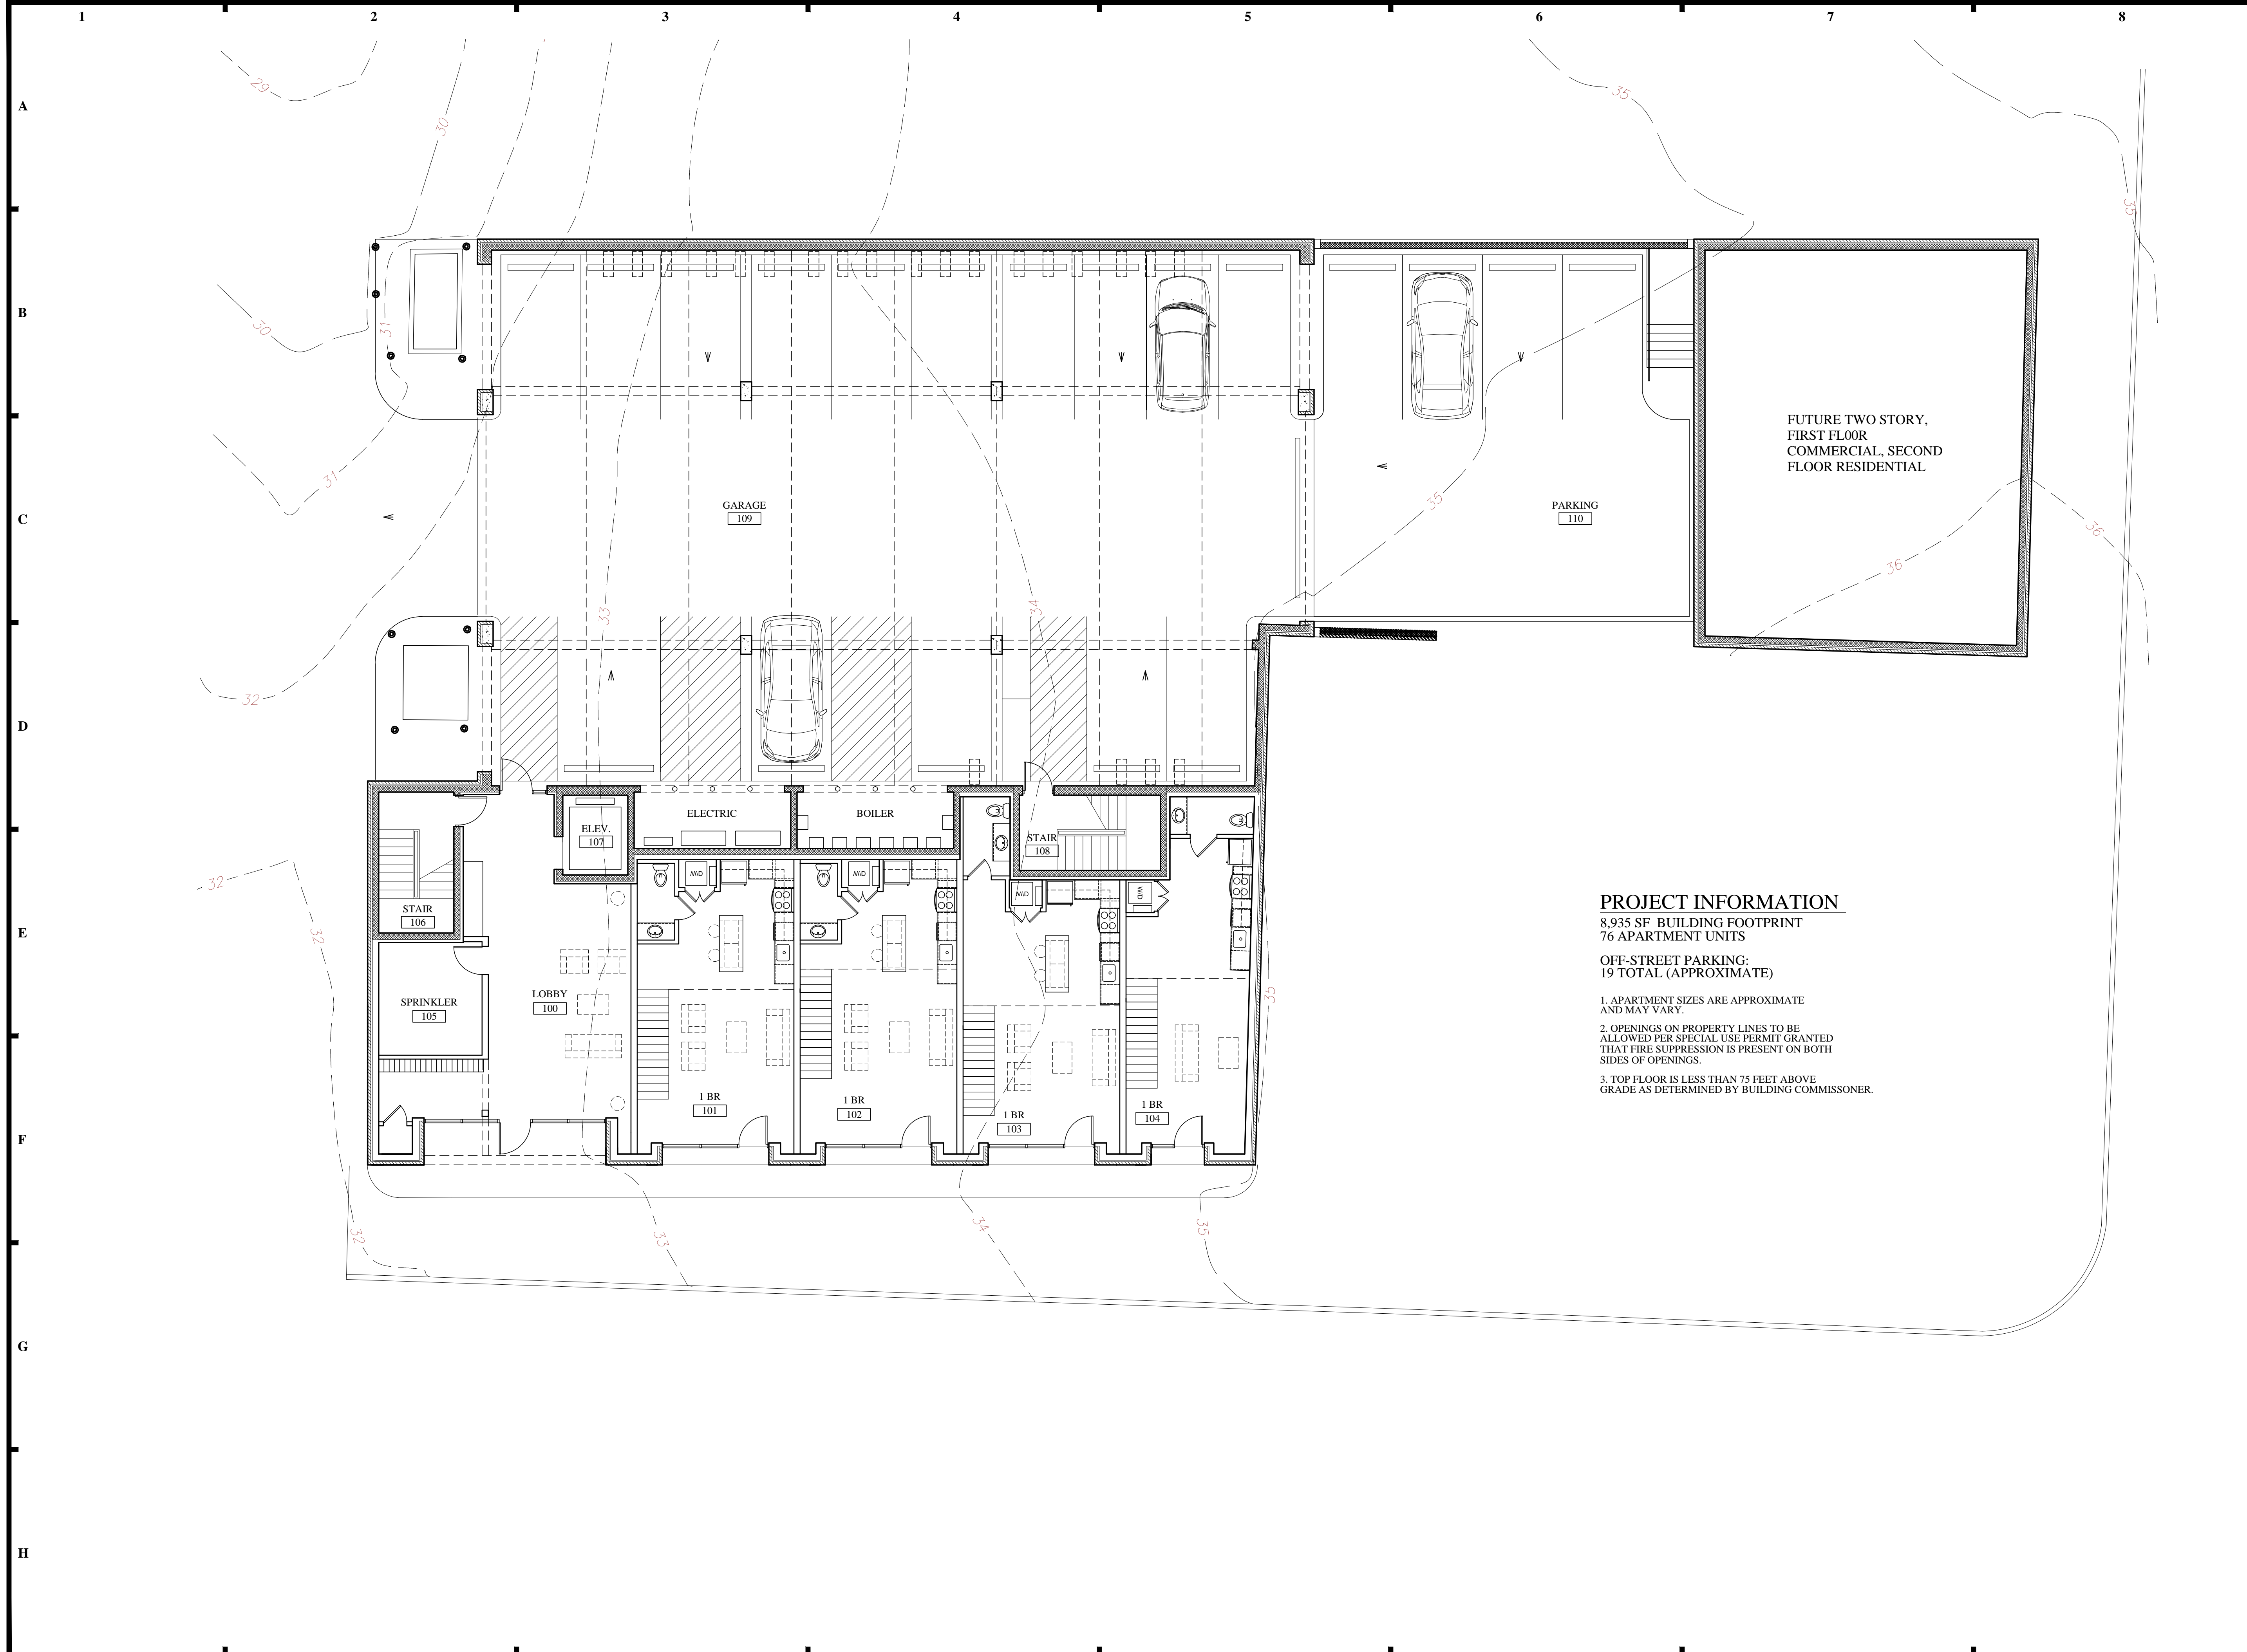 1 2 3 4 5 6 7 8
A
29
30
35
35
B
30
31
C
31
GARAGE
109
35
PARKING
110
FUTURE TWO STORY,
FIRST FL00R
COMMERCIAL, SECOND
FLOOR RESIDENTIAL
36
36
33
34
D
32
ELECTRIC
BOILER
ELEV.
107
STAIR
108
32
W/D
W/D
W/D
W/D
STAIR
106
E
32
SPRINKLER
105
LOBBY
100
35
PROJECT INFORMATION
8,935 SF BUILDING FOOTPRINT
76 APARTMENT UNITS
OFF-STREET PARKING:
19 TOTAL (APPROXIMATE)
1. APARTMENT SIZES ARE APPROXIMATE
AND MAY VARY.
2. OPENINGS ON PROPERTY LINES TO BE
ALLOWED PER SPECIAL USE PERMIT GRANTED
THAT FIRE SUPPRESSION IS PRESENT ON BOTH
SIDES OF OPENINGS.
3. TOP FLOOR IS LESS THAN 75 FEET ABOVE
GRADE AS DETERMINED BY BUILDING COMMISSONER.
1 BR
101
1 BR
102
1 BR
103
1 BR
104
F
32
33
34
35
G
H